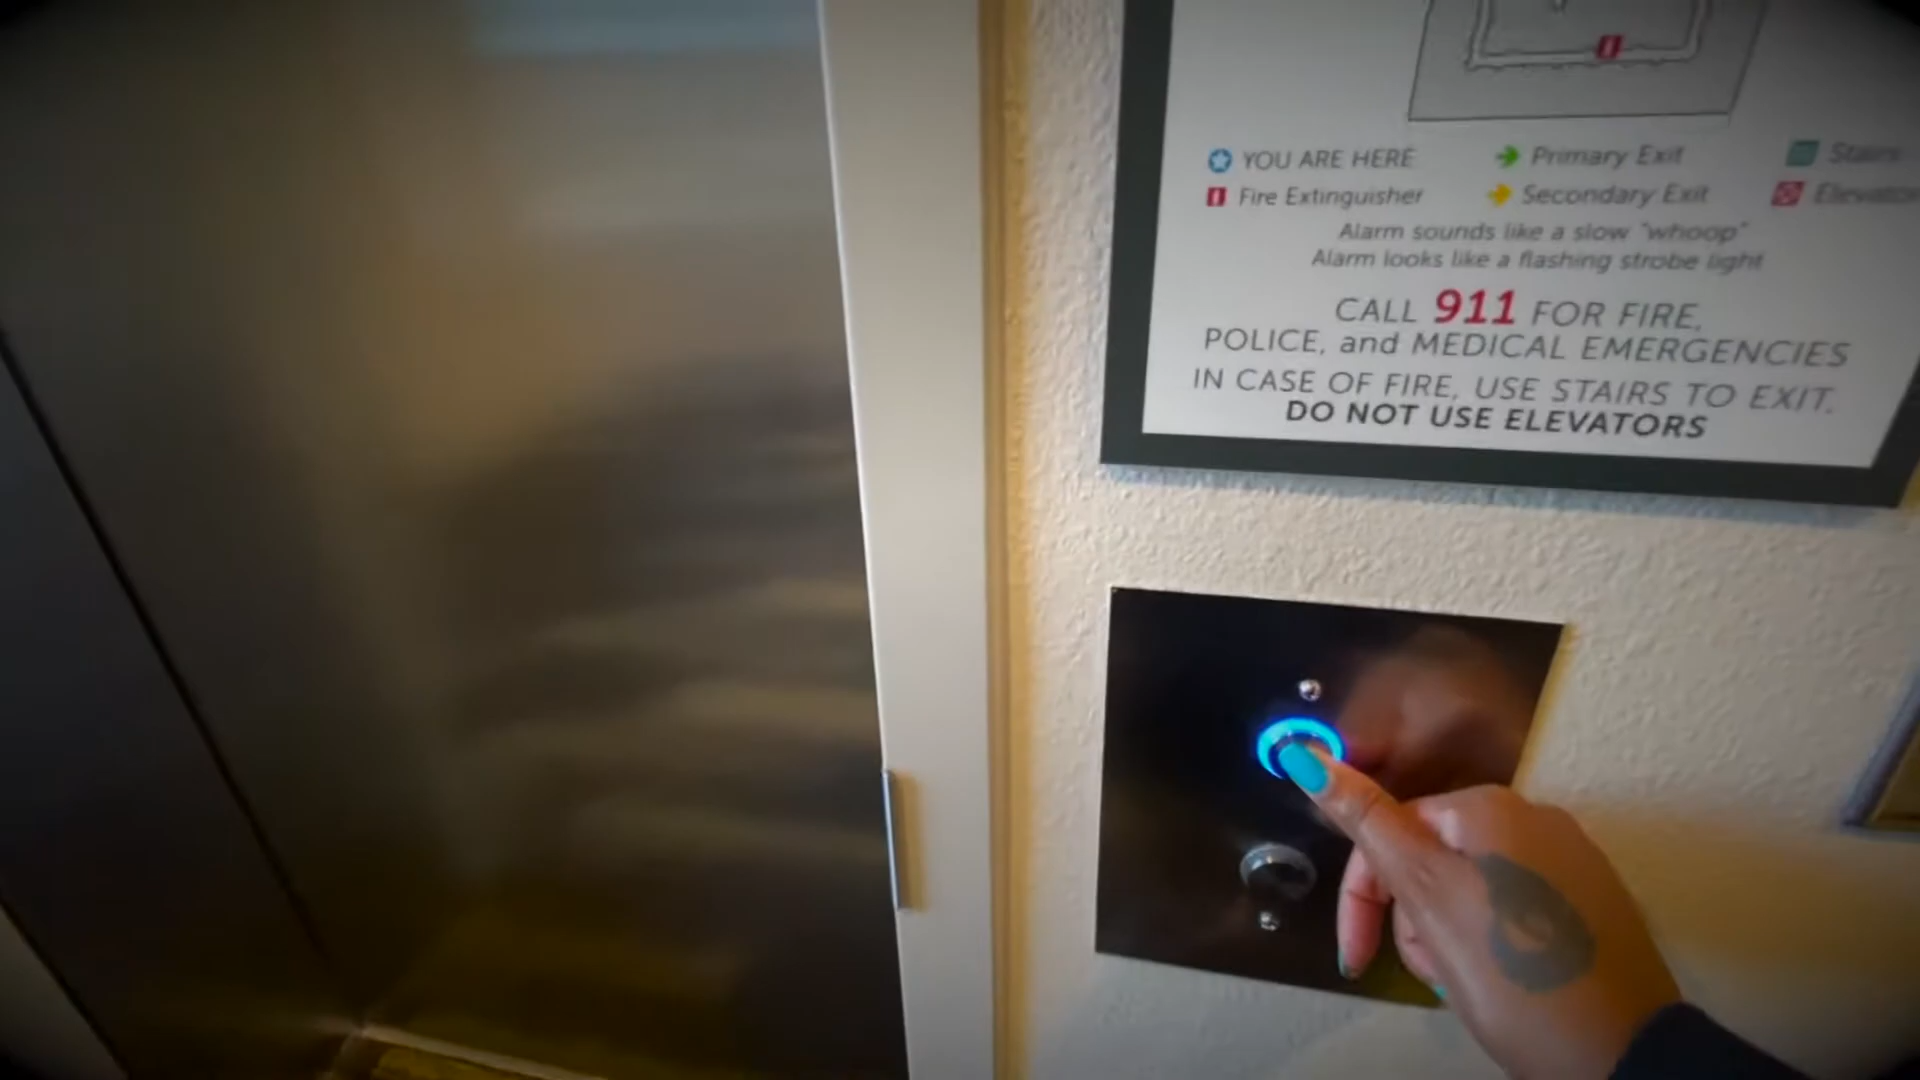 YOU ARE HERE Primary Exit Stairs
Fire Extinguisher Secondary Exit Elevator
Alarm sounds like a slow "whoop"
Alarm looks like a flashing strobe light
CALL 911 FOR FIRE,
POLICE, and MEDICAL EMERGENCIES
IN CASE OF FIRE, USE STAIRS TO EXIT.
DO NOT USE ELEVATORS